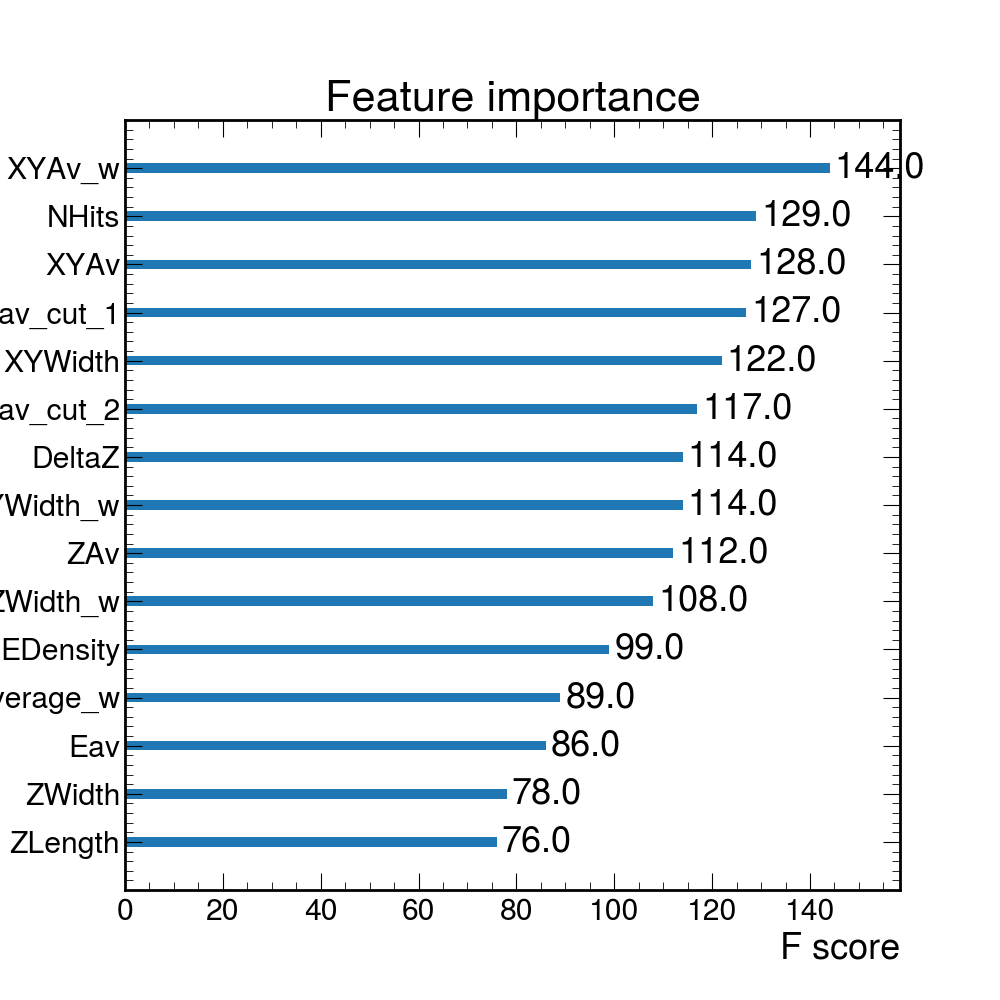 Feature importance
XYAv_w 144.0
NHits 129.0
XYAv 128.0
av_cut_1 127.0
XYWidth 122.0
av_cut_2 117.0
DeltaZ 114.0
YWidth_w 114.0
ZAv 112.0
ZWidth_w 108.0
EDensity 99.0
verage_w 89.0
Eav 86.0
ZWidth 78.0
ZLength 76.0
0 20 40 60 80 100 120 140
F score